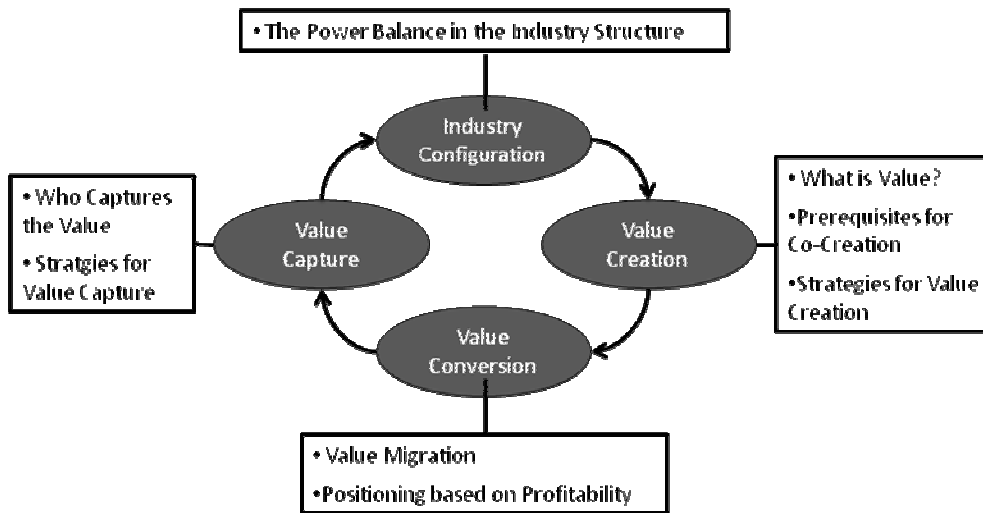 • The Power Balance in the Industry Structure
Industry
Configuration
• What is Value?
•Prerequisites for
Co-Creation
•Strategies for Value
Creation
Value
Creation
• Who Captures
the Value
• Stratgies for
Value Capture
Value
Capture
Value
Conversion
• Value Migration
•Positioning based on Profitability